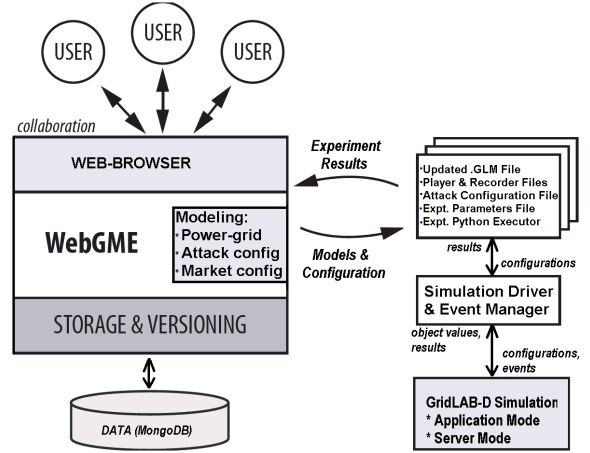 USER
USER
USER
collaboration
WEB-BROWSER
WebGME
Modeling:
* Power-grid
* Attack config
* Market config
STORAGE & VERSIONING
DATA (MongoDB)
Experiment
Results
Models &
Configuration
·Updated .GLM File
·Player & Recorder Files
·Attack Configuration File
·Expt. Parameters File
·Expt. Python Executor
results
configurations
Simulation Driver
& Event Manager
object values,
results
configurations,
events
GridLAB-D Simulation
* Application Mode
* Server Mode